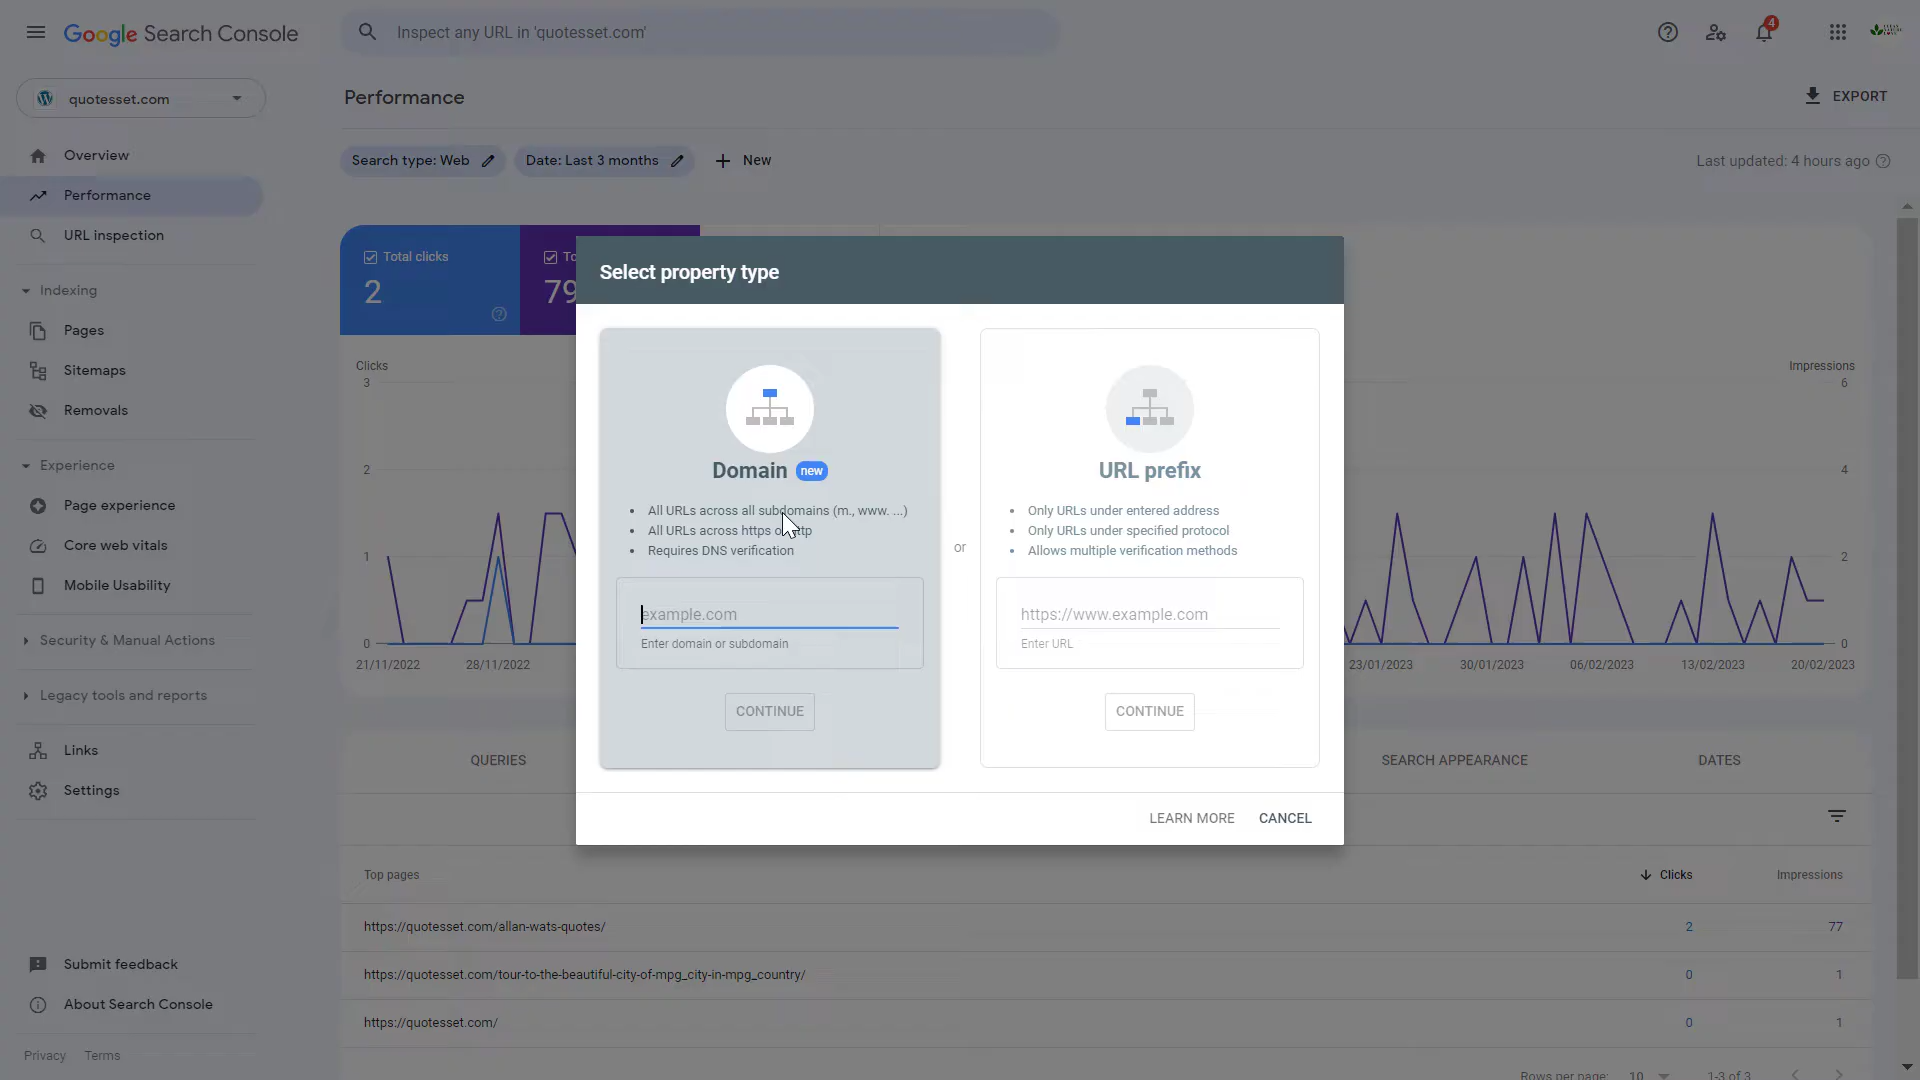 Google Search Console
Inspect any URL in 'quotesset.com'
4
quotesset.com
Performance
EXPORT
Search type: Web
Date: Last 3 months
New
Last updated: 4 hours ago
Overview
Performance
URL inspection
Indexing
Pages
Sitemaps
Removals
Experience
Page experience
Core web vitals
Mobile Usability
Security & Manual Actions
Legacy tools and reports
Links
Settings
Submit feedback
About Search Console
Privacy
Terms
Total clicks
2
79
Clicks
3
2
1
0
Impressions
6
4
2
0
21/11/2022
28/11/2022
23/01/2023
30/01/2023
06/02/2023
13/02/2023
20/02/2023
Select property type
Domain new
All URLs across all subdomains (m., www. ...)
All URLs across https or http
Requires DNS verification
example.com
Enter domain or subdomain
CONTINUE
or
URL prefix
Only URLs under entered address
Only URLs under specified protocol
Allows multiple verification methods
https://www.example.com
Enter URL
CONTINUE
LEARN MORE
CANCEL
QUERIES
SEARCH APPEARANCE
DATES
Top pages
Clicks
Impressions
https://quotesset.com/allan-wats-quotes/
2
77
https://quotesset.com/tour-to-the-beautiful-city-of-mpg_city-in-mpg_country/
0
1
https://quotesset.com/
0
1
Rows per page: 10
1-3 of 3